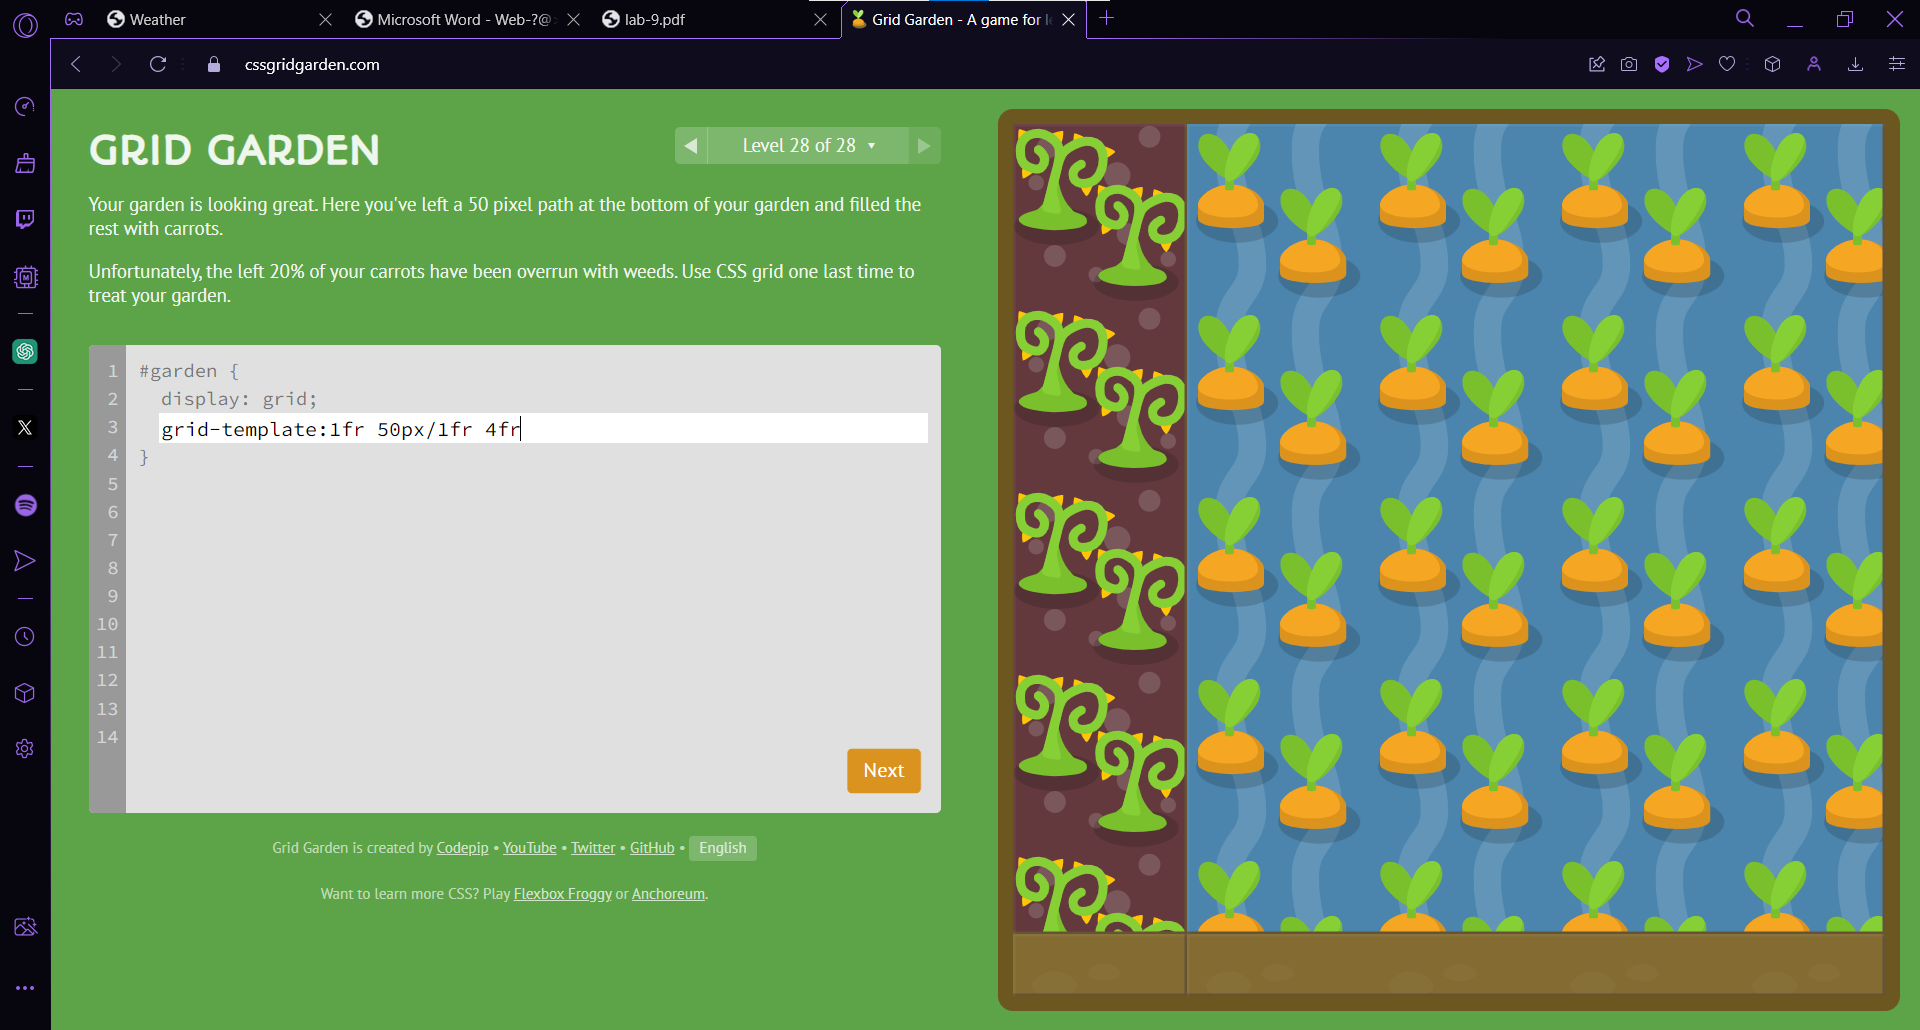 Weather
Microsoft Word - Web-?@
lab-9.pdf
Grid Garden - A game for l
cssgridgarden.com
GRID GARDEN
Level 28 of 28
Your garden is looking great. Here you've left a 50 pixel path at the bottom of your garden and filled the
rest with carrots.
Unfortunately, the left 20% of your carrots have been overrun with weeds. Use CSS grid one last time to
treat your garden.
1 #garden {
2 display: grid;
3 grid-template:1fr 50px/1fr 4fr
4 }
5
6
7
8
9
10
11
12
13
14
Next
Grid Garden is created by Codepip • YouTube • Twitter • GitHub • English
Want to learn more CSS? Play Flexbox Froggy or Anchoreum.